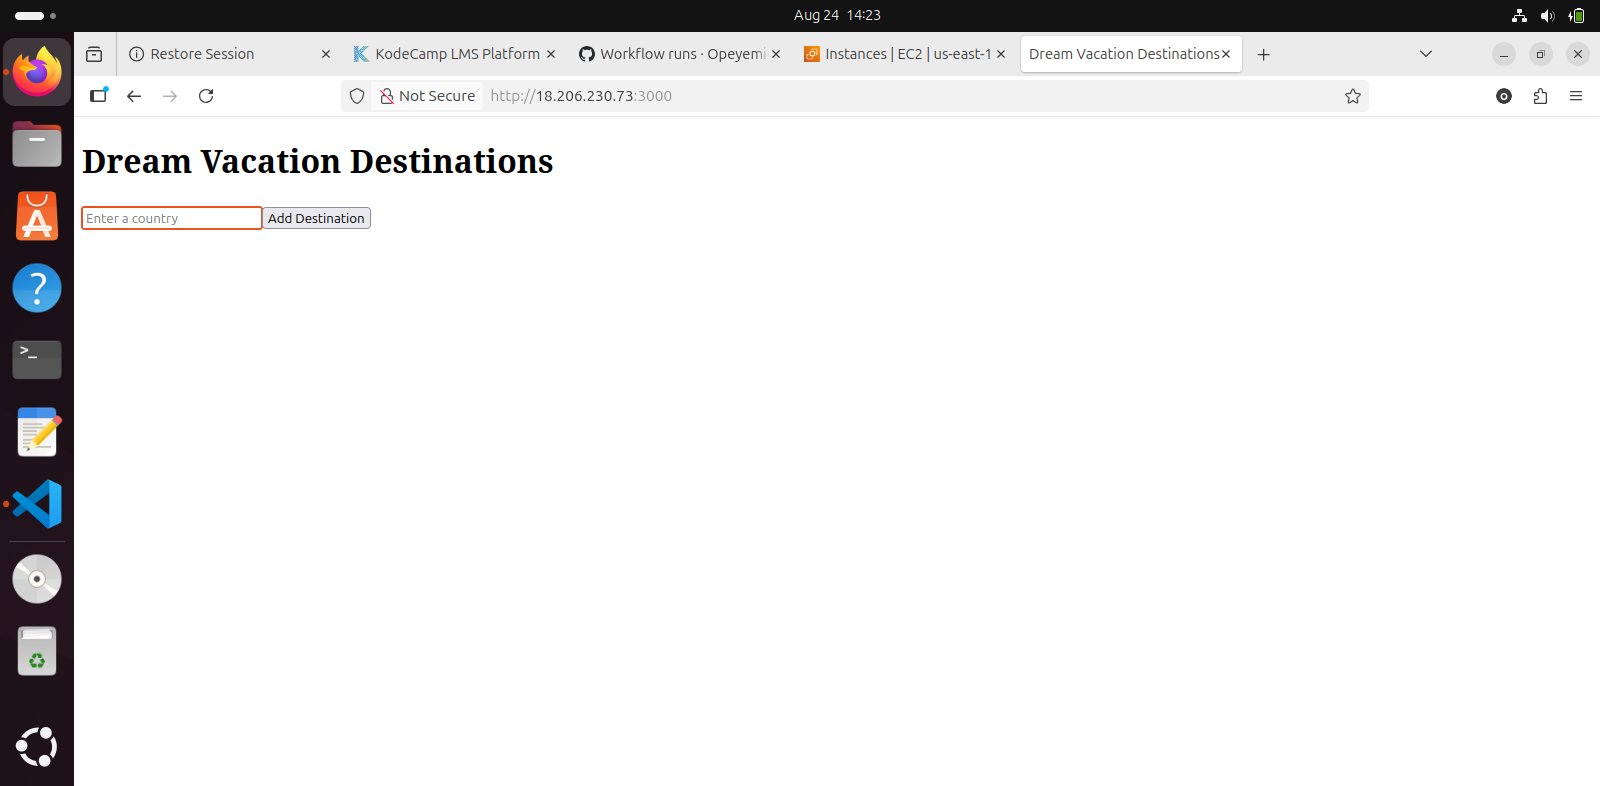 Aug 24 14:23
Restore Session
KodeCamp LMS Platform
Workflow runs · Opeyemi
Instances | EC2 | us-east-1
Dream Vacation Destinations
Not Secure
http://18.206.230.73:3000
Dream Vacation Destinations
Enter a country
Add Destination